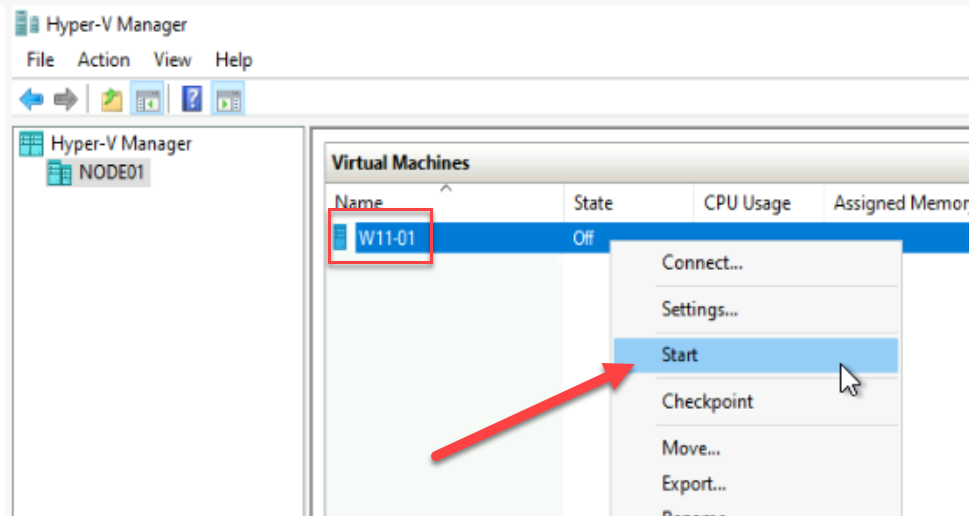 Hyper-V Manager
File Action View Help
Hyper-V Manager
NODE01
Virtual Machines
Name State CPU Usage Assigned Memor
W11-01 Off
Connect...
Settings...
Start
Checkpoint
Move...
Export...